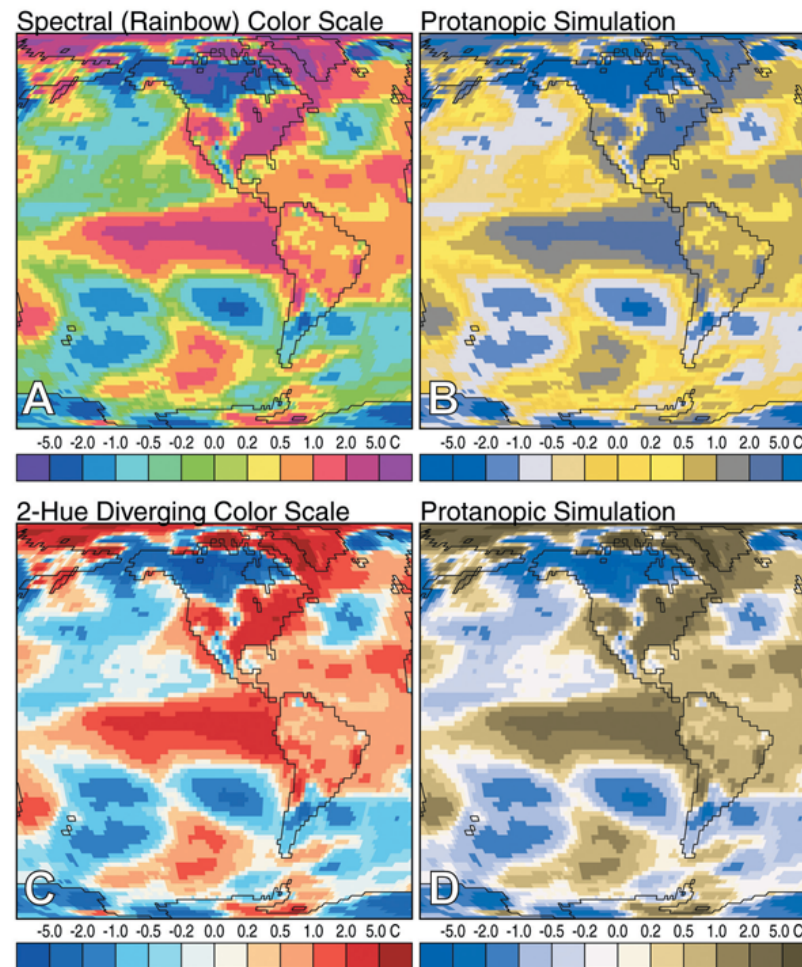 Spectral (Rainbow) Color Scale
Protanopic Simulation
A
B
-5.0 -2.0 -1.0 -0.5 -0.2 0.0 0.2 0.5 1.0 2.0 5.0 C
-5.0 -2.0 -1.0 -0.5 -0.2 0.0 0.2 0.5 1.0 2.0 5.0 C
2-Hue Diverging Color Scale
Protanopic Simulation
C
D
-5.0 -2.0 -1.0 -0.5 -0.2 0.0 0.2 0.5 1.0 2.0 5.0 C
-5.0 -2.0 -1.0 -0.5 -0.2 0.0 0.2 0.5 1.0 2.0 5.0 C